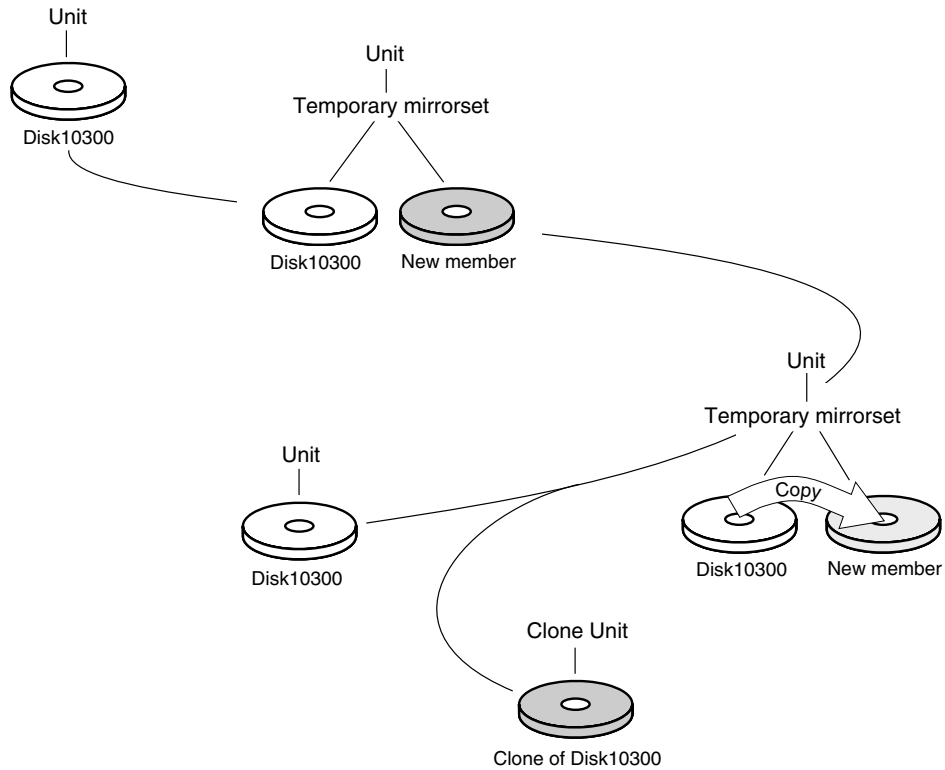 Unit
Disk10300
Unit
Temporary mirrorset
Disk10300
New member
Unit
Temporary mirrorset
Copy
Disk10300
New member
Unit
Disk10300
Clone Unit
Clone of Disk10300